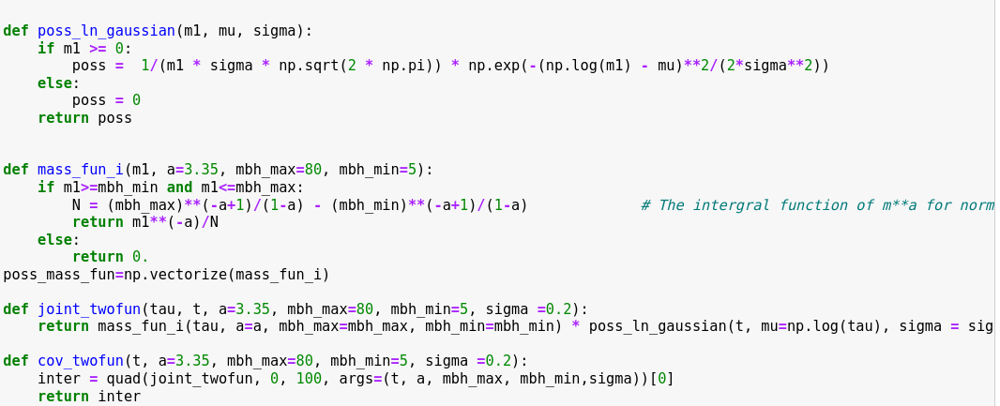 def poss_ln_gaussian(m1, mu, sigma):
    if m1 >= 0:
        poss =  1/(m1 * sigma * np.sqrt(2 * np.pi)) * np.exp(-(np.log(m1) - mu)**2/(2*sigma**2))
    else:
        poss = 0
    return poss
def mass_fun_i(m1, a=3.35, mbh_max=80, mbh_min=5):
    if m1>=mbh_min and m1<=mbh_max:
        N = (mbh_max)**(-a+1)/(1-a) - (mbh_min)**(-a+1)/(1-a)             # The intergral function of m**a for norm
        return m1**(-a)/N
    else:
        return 0.
poss_mass_fun=np.vectorize(mass_fun_i)
def joint_twofun(tau, t, a=3.35, mbh_max=80, mbh_min=5, sigma =0.2):
    return mass_fun_i(tau, a=a, mbh_max=mbh_max, mbh_min=mbh_min) * poss_ln_gaussian(t, mu=np.log(tau), sigma = sig
def cov_twofun(t, a=3.35, mbh_max=80, mbh_min=5, sigma =0.2):
    inter = quad(joint_twofun, 0, 100, args=(t, a, mbh_max, mbh_min,sigma))[0]
    return inter